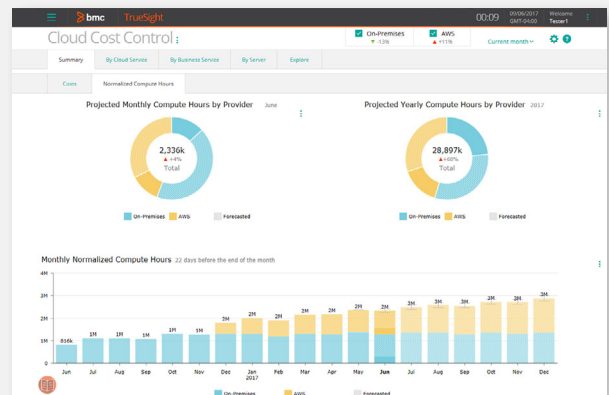 bmc TrueSight 00:09 09/06/2017 Welcome
GMT-04:00 Tester1
Cloud Cost Control On-Premises AWS Current month
▼ -13% ▲ +11%
Summary By Cloud Service By Business Service By Server Explore
Costs Normalized Compute Hours
Projected Monthly Compute Hours by Provider June
Projected Yearly Compute Hours by Provider 2017
2,336k
▲ +4%
Total
28,897k
▲ +60%
Total
On-Premises AWS Forecasted
On-Premises AWS Forecasted
Monthly Normalized Compute Hours 22 days before the end of the month
4M
3M
2M
1M
0
816k 1M 1M 1M 1M 1M 2M 2M 2M 2M 2M 2M 2M 3M 3M 3M 3M 3M 3M
Jun Jul Aug Sep Oct Nov Dec Jan Feb Mar Apr May Jun Jul Aug Sep Oct Nov Dec
2017
On-Premises AWS Forecasted